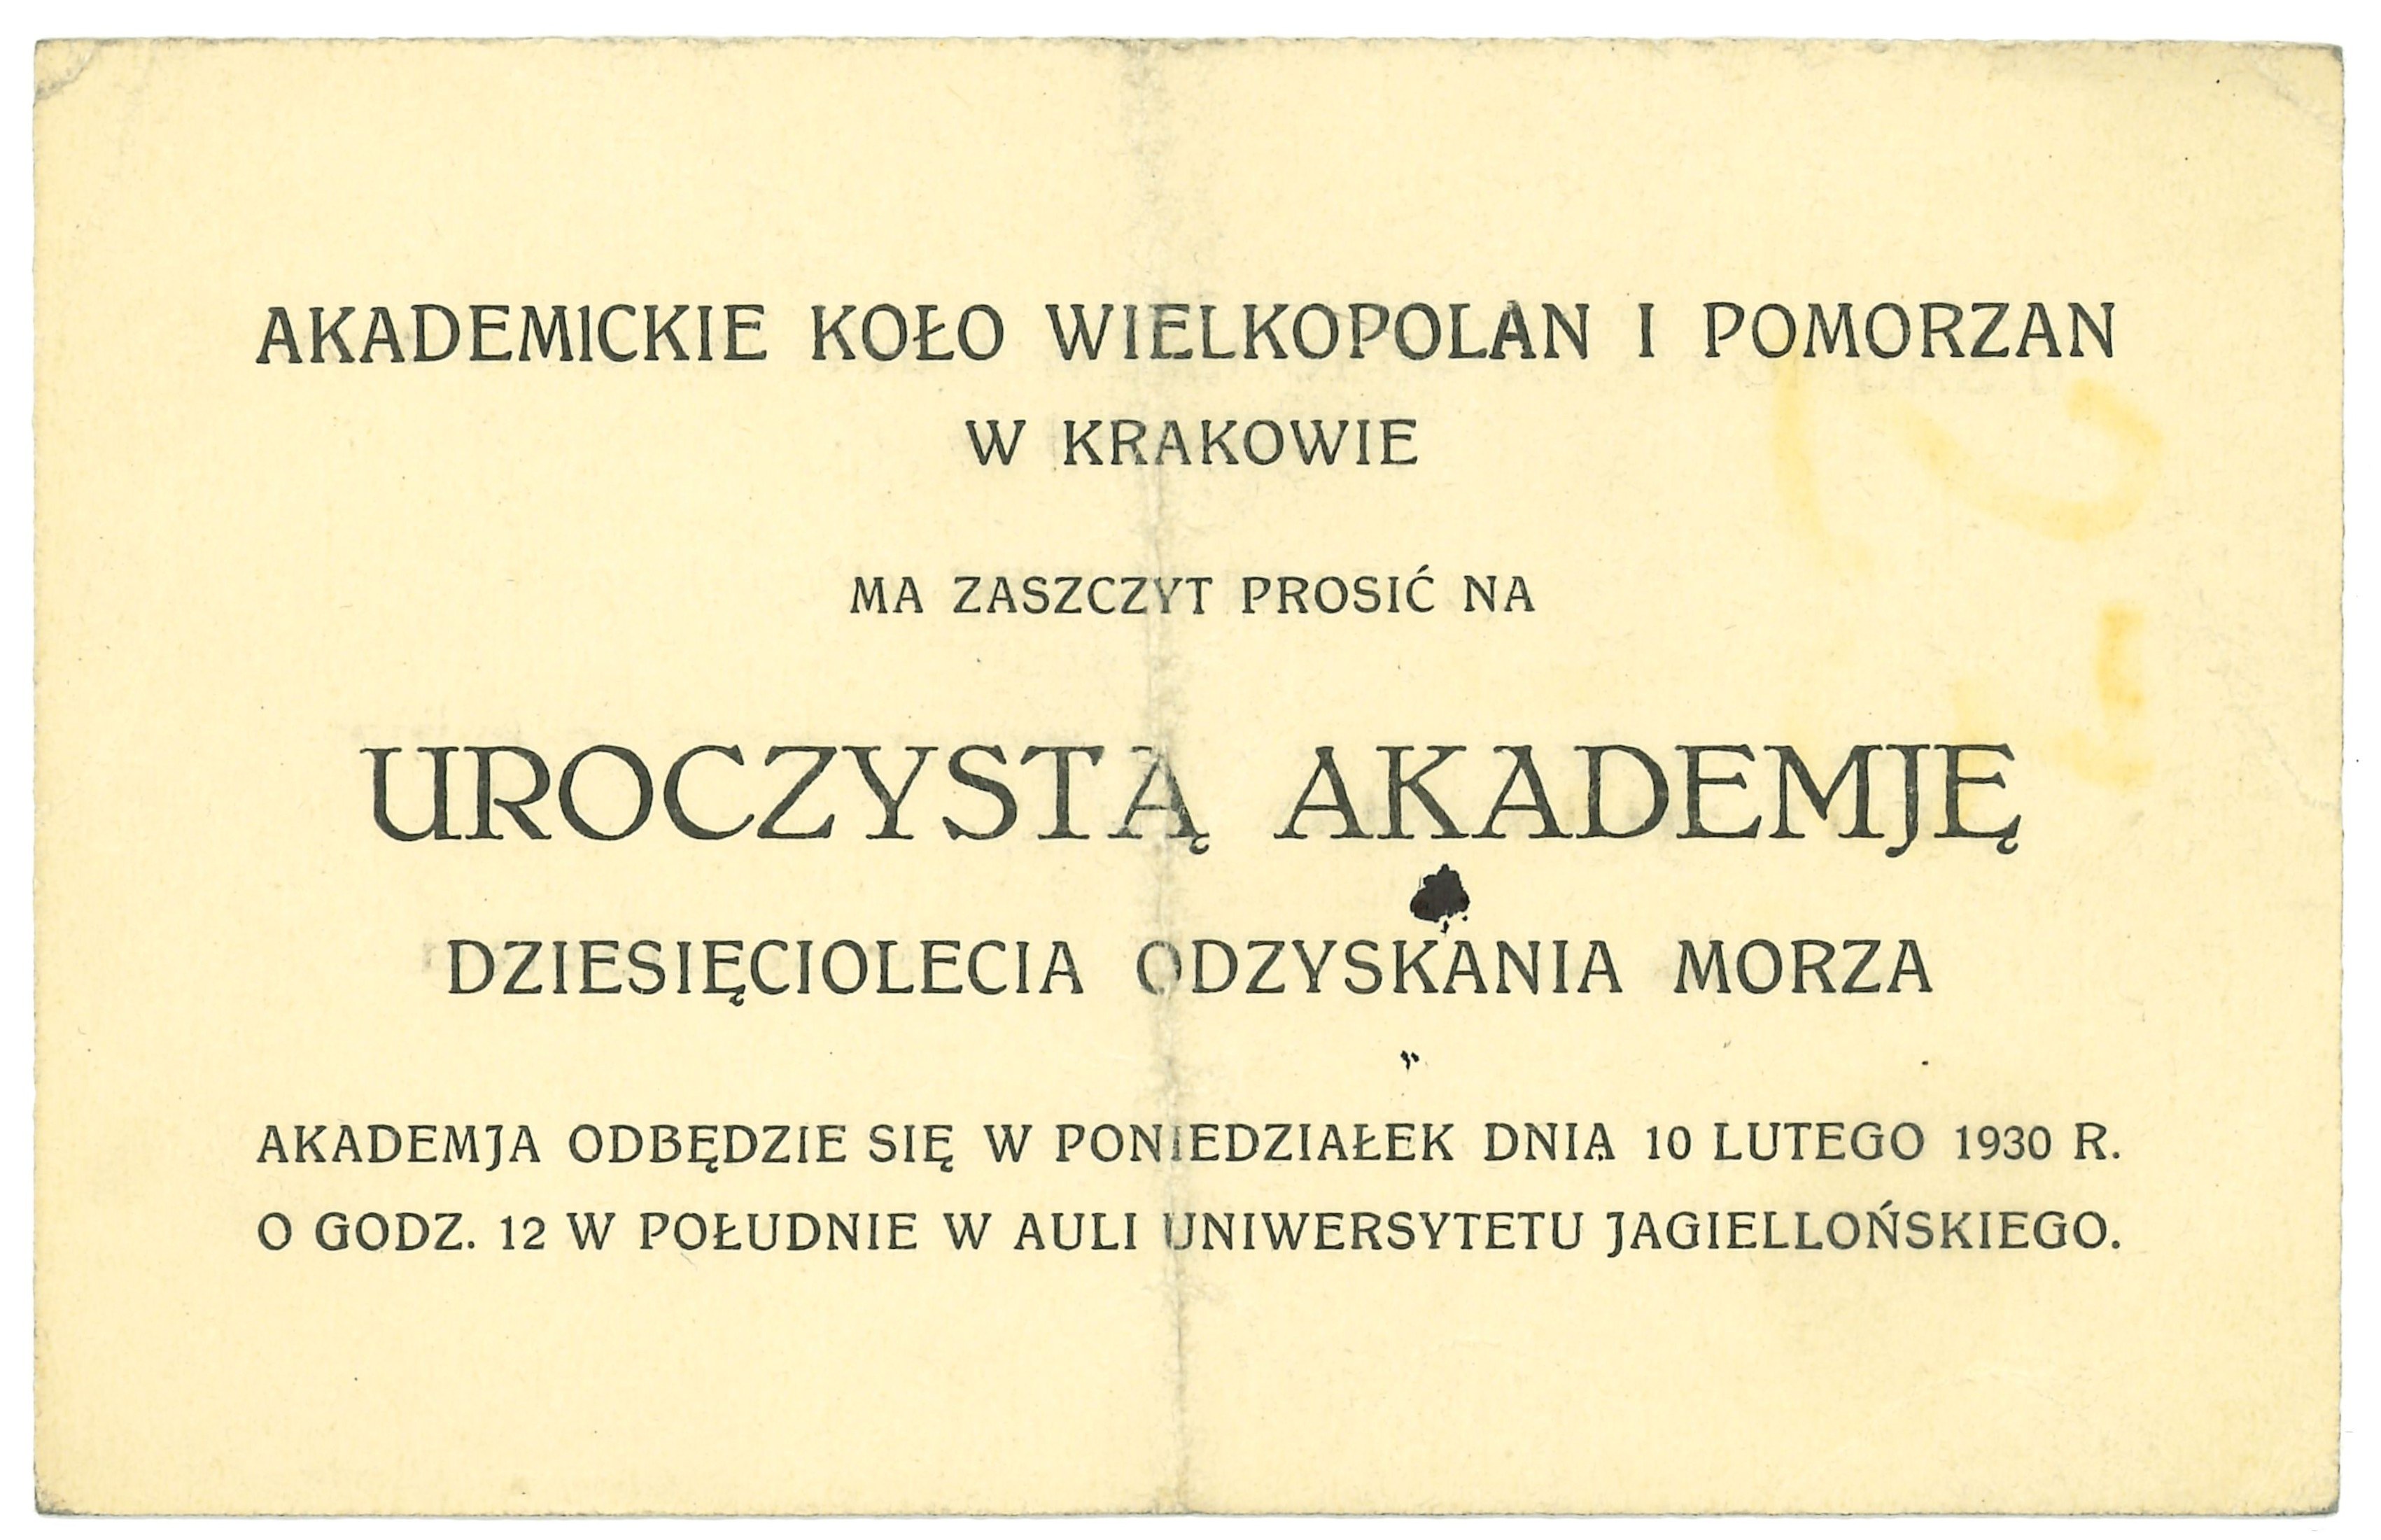 AKADEMICKIE KOŁO WIELKOPOLAN I POMORZAN
W KRAKOWIE
MA ZASZCZYT PROSIĆ NA
UROCZYSTĄ AKADEMJĘ
DZIESIĘCIOLECIA ODZYSKANIA MORZA
AKADEMJA ODBĘDZIE SIĘ W PONIEDZIAŁEK DNIA 10 LUTEGO 1930 R.
O GODZ. 12 W POŁUDNIE W AULI UNIWERSYTETU JAGIELLOŃSKIEGO.